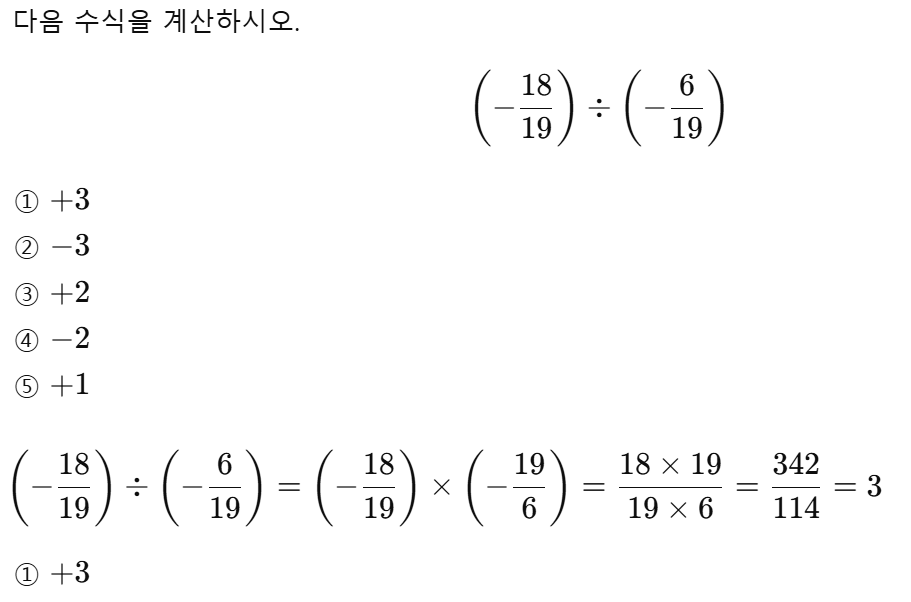 다음 수식을 계산하시오.
(−18/19) ÷ (−6/19)
① +3
② −3
③ +2
④ −2
⑤ +1
(−18/19) ÷ (−6/19) = (−18/19) × (−19/6) = (18 × 19)/(19 × 6) = 342/114 = 3
① +3